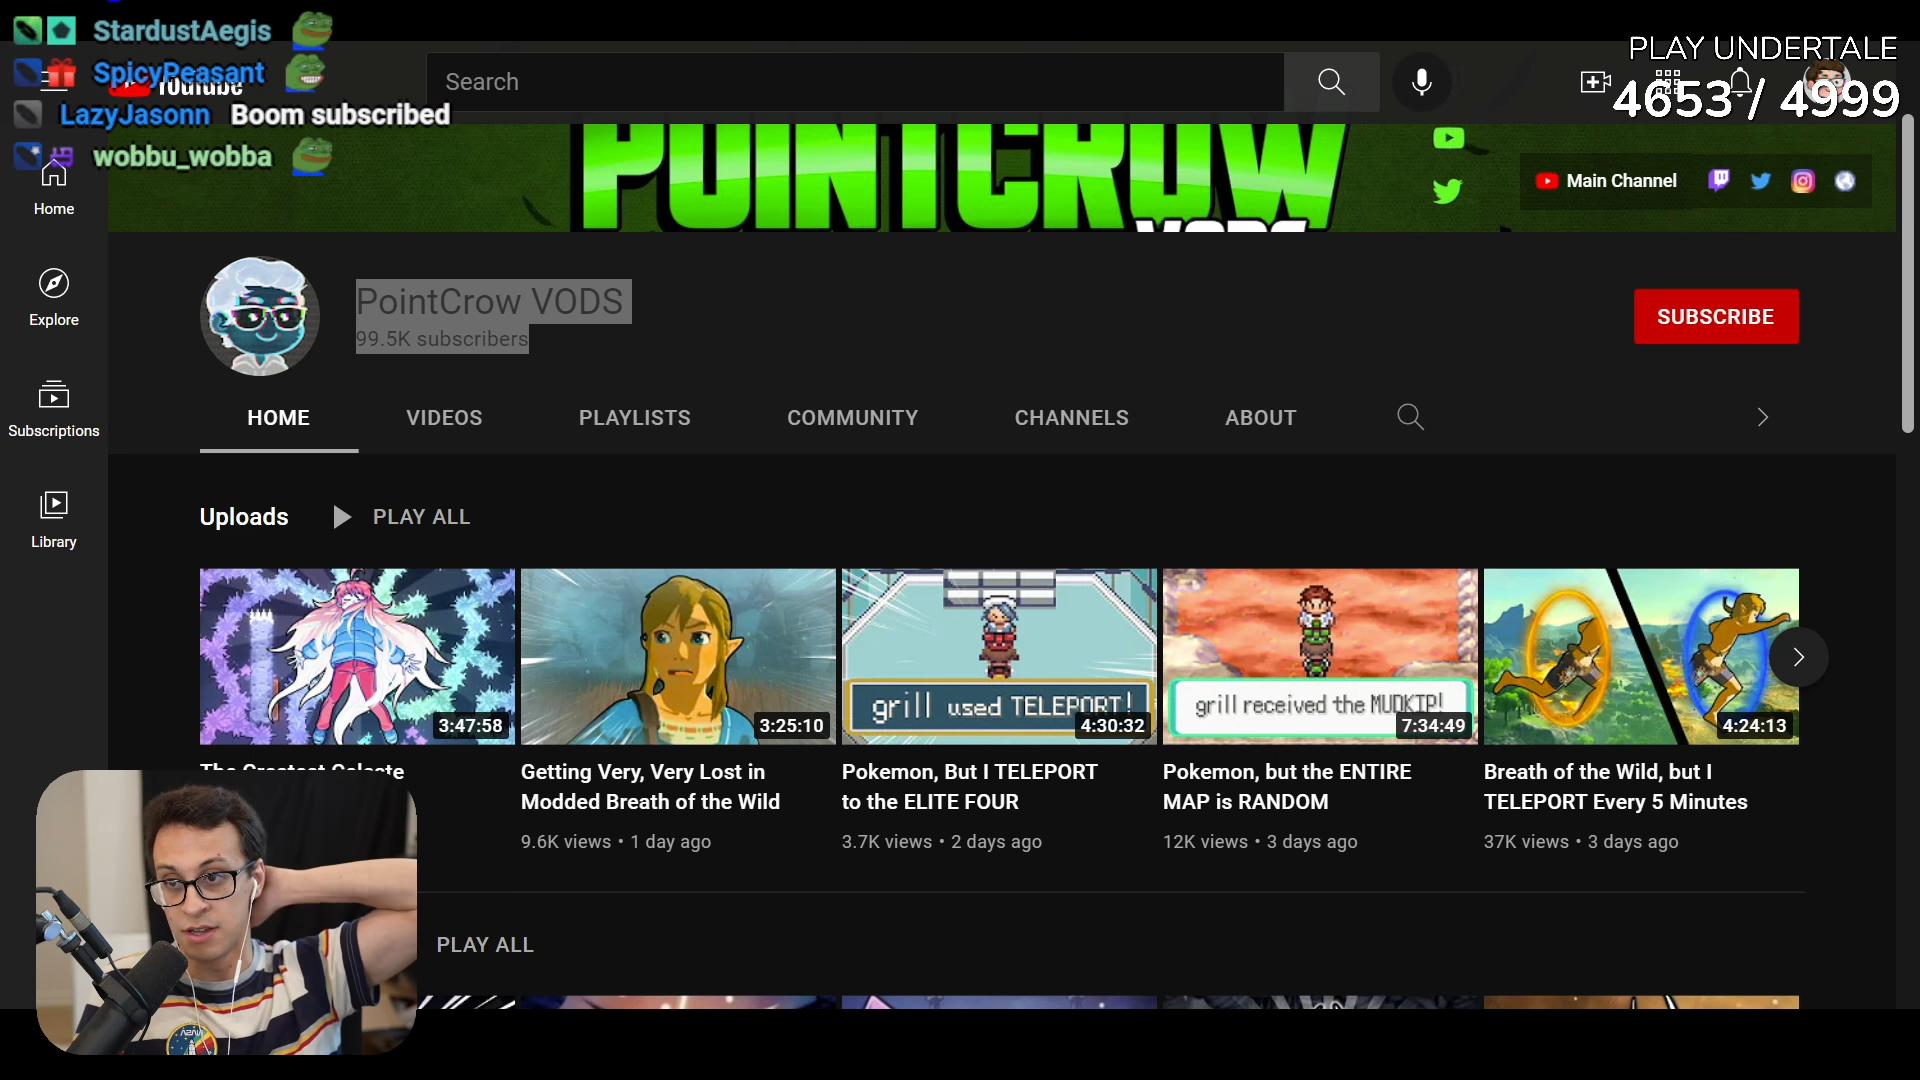 StardustAegis
SpicyPeasant
LazyJasonn Boom subscribed
wobbu_wobba
YouTube
Search
PLAY UNDERTALE
4653 / 4999
POINTCROW
VODS
Main Channel
Home
Explore
Subscriptions
Library
PointCrow VODS
99.5K subscribers
SUBSCRIBE
HOME
VIDEOS
PLAYLISTS
COMMUNITY
CHANNELS
ABOUT
Uploads
PLAY ALL
3:47:58
3:25:10
grill used TELEPORT!
4:30:32
grill received the MUDKIP!
7:34:49
4:24:13
The Greatest Celeste
Getting Very, Very Lost in
Modded Breath of the Wild
9.6K views • 1 day ago
Pokemon, But I TELEPORT
to the ELITE FOUR
3.7K views • 2 days ago
Pokemon, but the ENTIRE
MAP is RANDOM
12K views • 3 days ago
Breath of the Wild, but I
TELEPORT Every 5 Minutes
37K views • 3 days ago
PLAY ALL